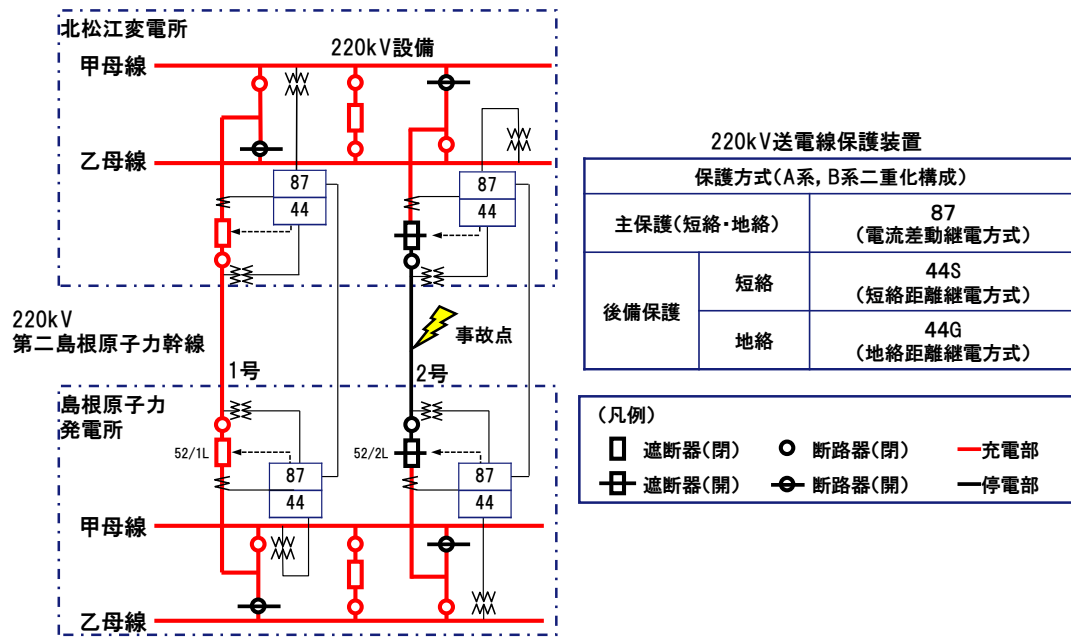 北松江変電所
220kV設備
甲母線
乙母線
87
44
87
44
220kV
第二島根原子力幹線
事故点
1号
2号
島根原子力
発電所
52/1L
52/2L
87
44
87
44
甲母線
乙母線
220kV送電線保護装置
保護方式(A系,B系二重化構成)
主保護(短絡・地絡)
87
(電流差動継電方式)
後備保護
短絡
44S
(短絡距離継電方式)
地絡
44G
(地絡距離継電方式)
(凡例)
遮断器(閉)
断路器(閉)
充電部
遮断器(開)
断路器(開)
停電部